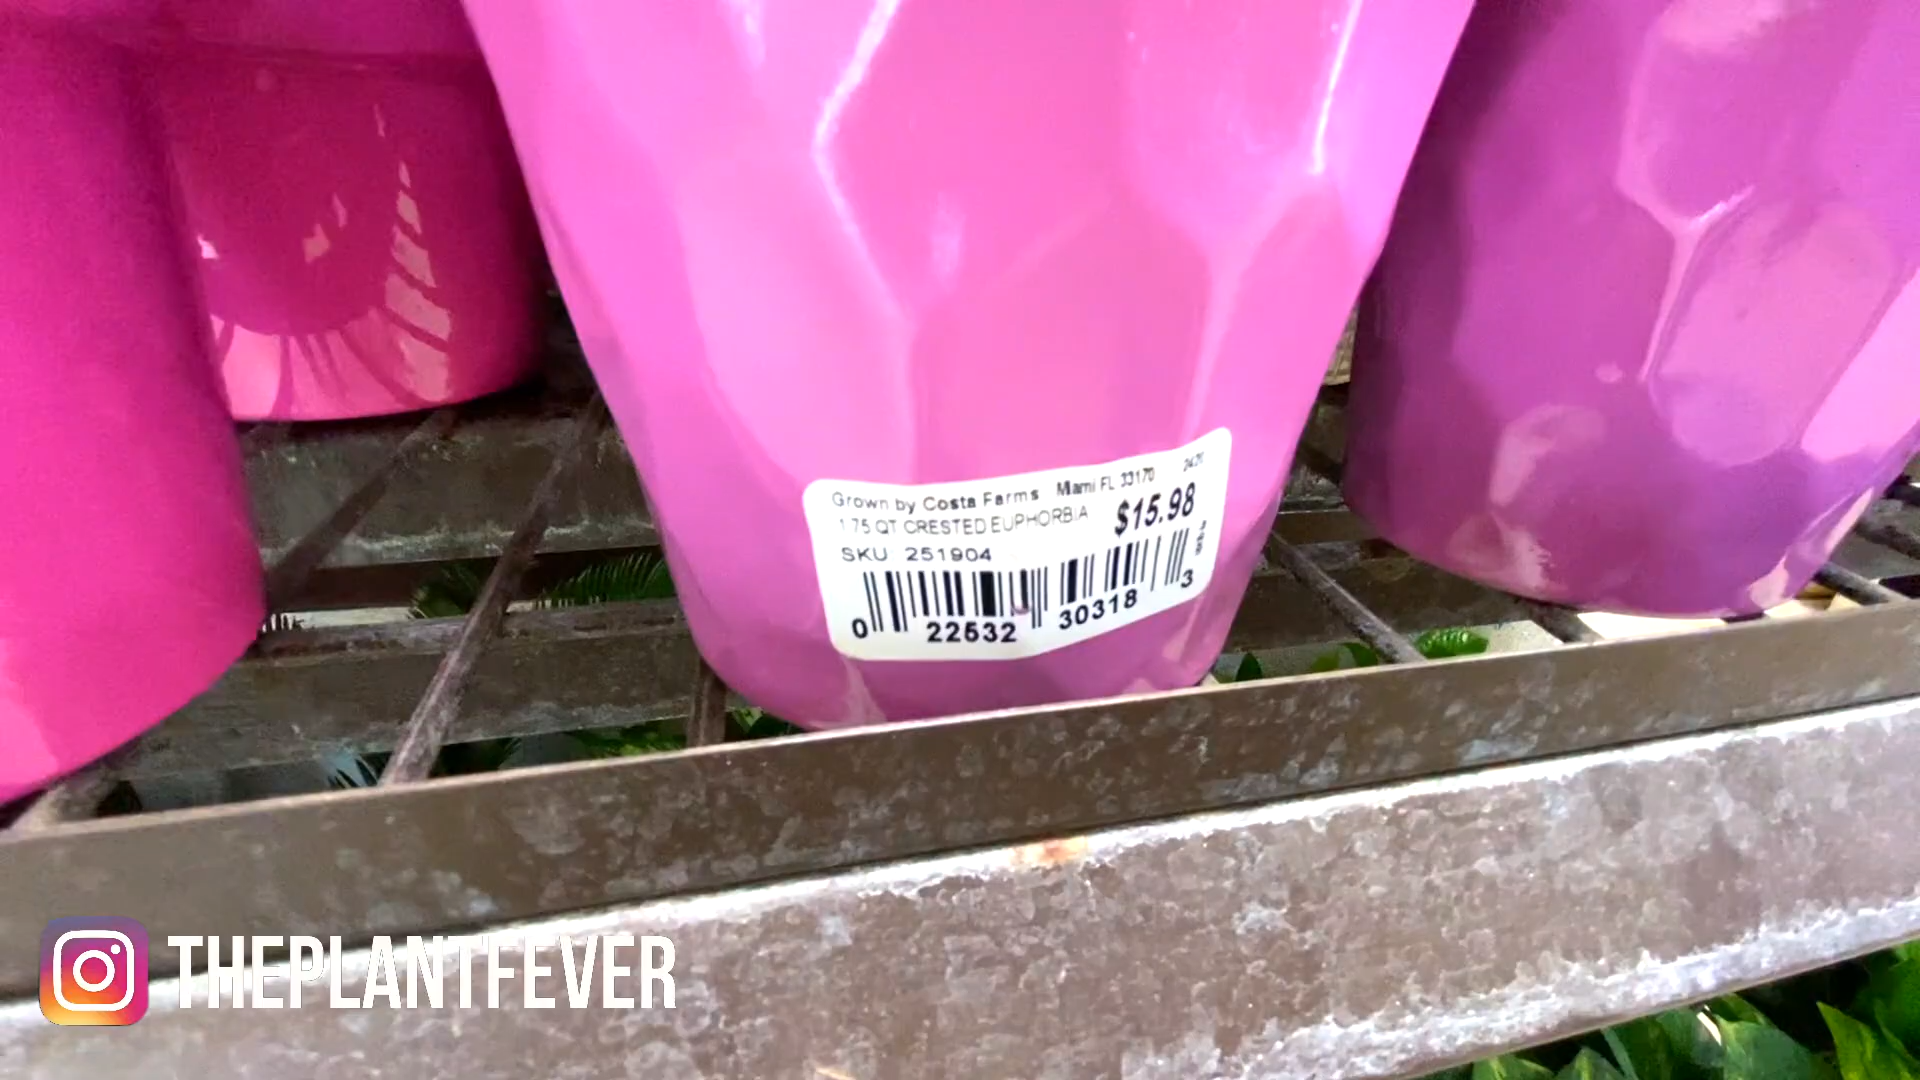 Grown by Costa Farms Miami FL 33170
1.75 QT CRESTED EUPHORBIA $15.98
SKU: 251904
0 22532 30318 3
THEPLANTFEVER